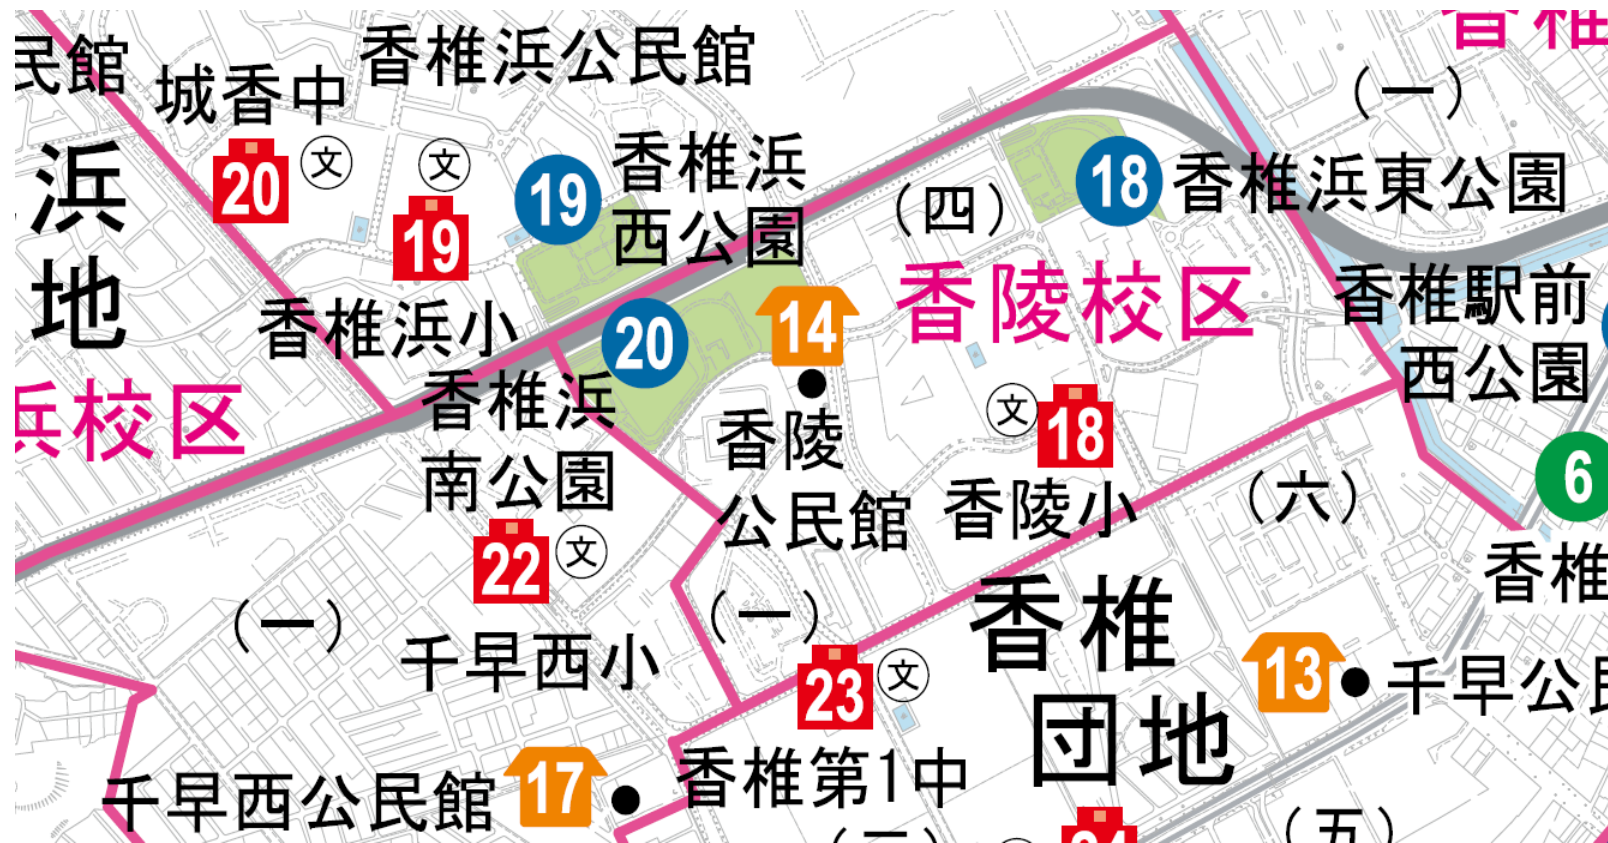 香椎
民館
香椎浜公民館
城香中
(一)
文
文
20
19
19
香椎浜
西公園
18
香椎浜東公園
(四)
浜
地
香椎浜小
20
14
香陵校区
香椎駅前
西公園
浜校区
香椎浜
南公園
香陵
公民館
文
18
香陵小
(六)
6
22
文
香椎
(一)
千早西小
(一)
香椎
団地
23
文
13
千早公民
千早西公民館
17
香椎第1中
(五)